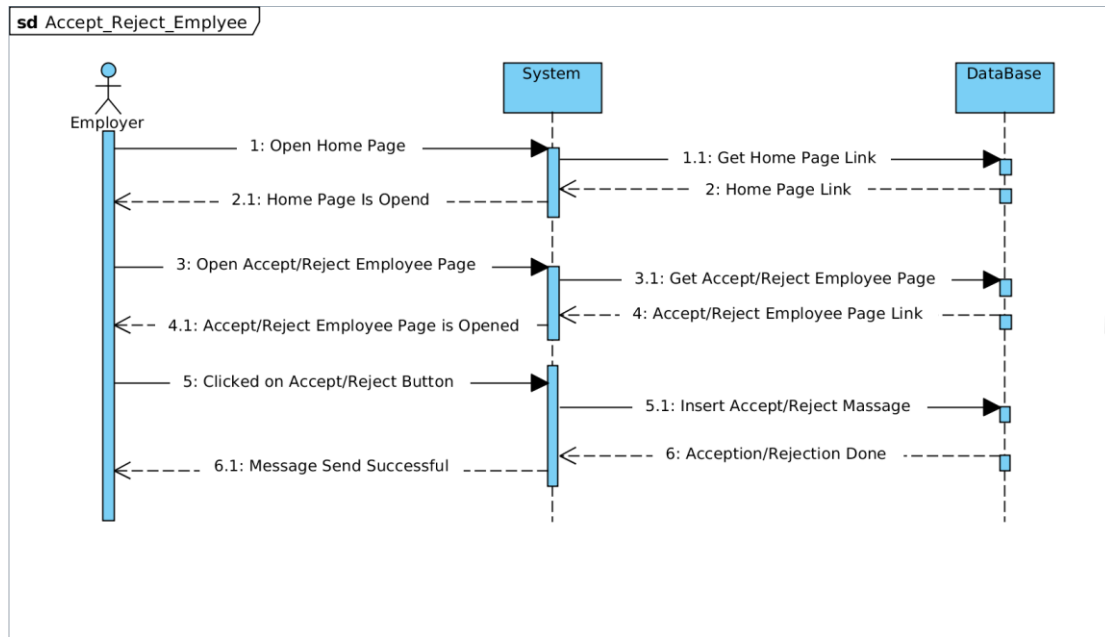 sd Accept_Reject_Emplyee
System
DataBase
Employer
1: Open Home Page
1.1: Get Home Page Link
2: Home Page Link
2.1: Home Page Is Opend
3: Open Accept/Reject Employee Page
3.1: Get Accept/Reject Employee Page
4: Accept/Reject Employee Page Link
4.1: Accept/Reject Employee Page is Opened
5: Clicked on Accept/Reject Button
5.1: Insert Accept/Reject Massage
6: Acception/Rejection Done
6.1: Message Send Successful